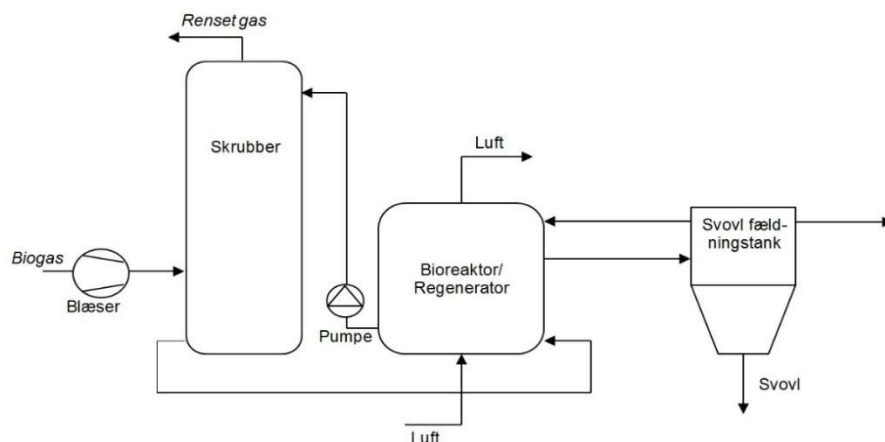 Renset gas
Skrubber
Luft
Biogas
Blæser
Pumpe
Bioreaktor/
Regenerator
Svovl fæld-
ningstank
Svovl
Luft